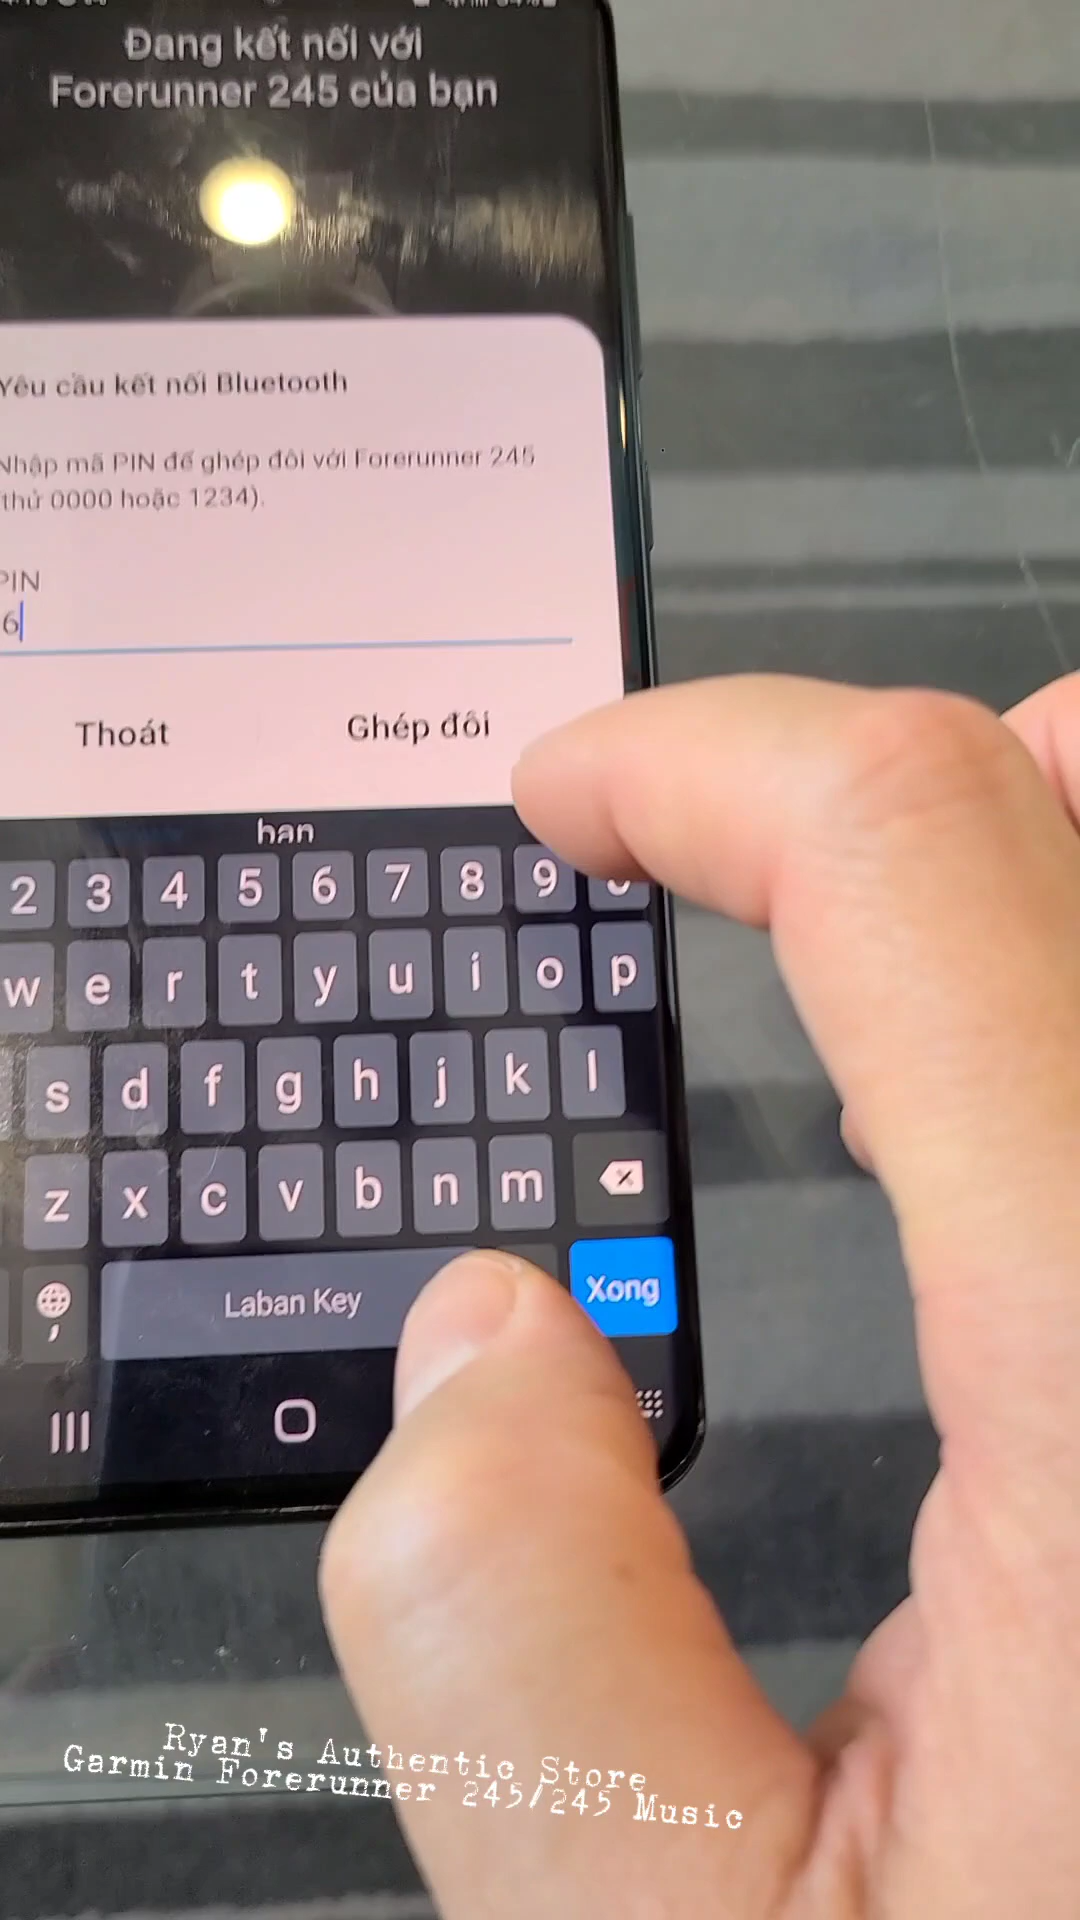 Đang kết nối với
Forerunner 245 của bạn
Yêu cầu kết nối Bluetooth
Nhập mã PIN để ghép đôi với Forerunner 245
thử 0000 hoặc 1234).
PIN
6
Thoát Ghép đôi
han
2 3 4 5 6 7 8 9
w e r t y u i o p
s d f g h j k l
z x c v b n m
, Laban Key Xong
Ryan's Authentic Store
Garmin Forerunner 245/245 Music